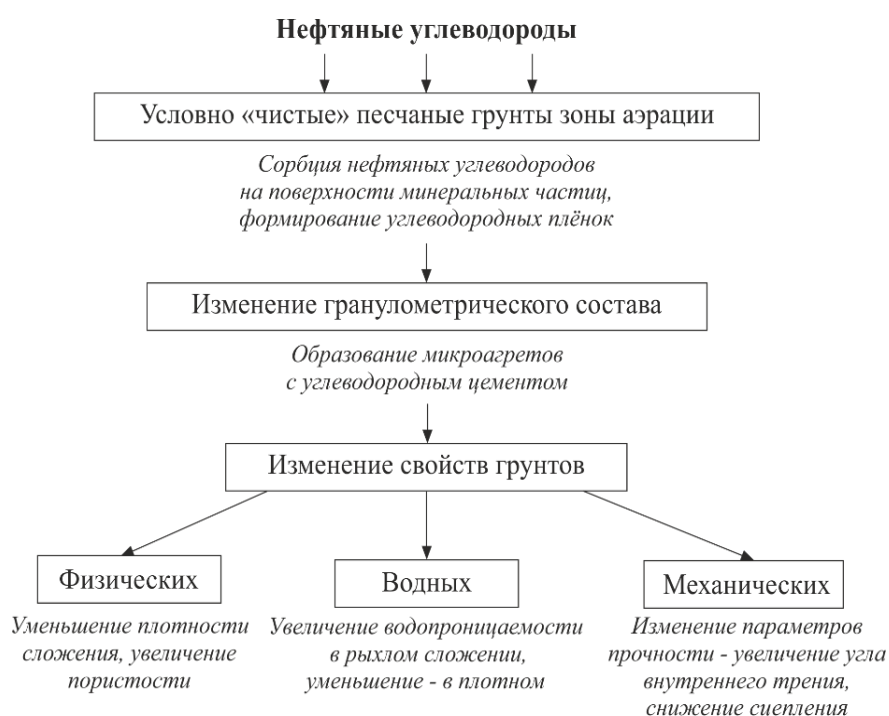 Нефтяные углеводороды
Условно «чистые» песчаные грунты зоны аэрации
Сорбция нефтяных углеводородов
на поверхности минеральных частиц,
формирование углеводородных плёнок
Изменение гранулометрического состава
Образование микроагретов
с углеводородным цементом
Изменение свойств грунтов
Физических
Уменьшение плотности
сложения, увеличение
пористости
Водных
Увеличение водопроницаемости
в рыхлом сложении,
уменьшение - в плотном
Механических
Изменение параметров
прочности - увеличение угла
внутреннего трения,
снижение сцепления